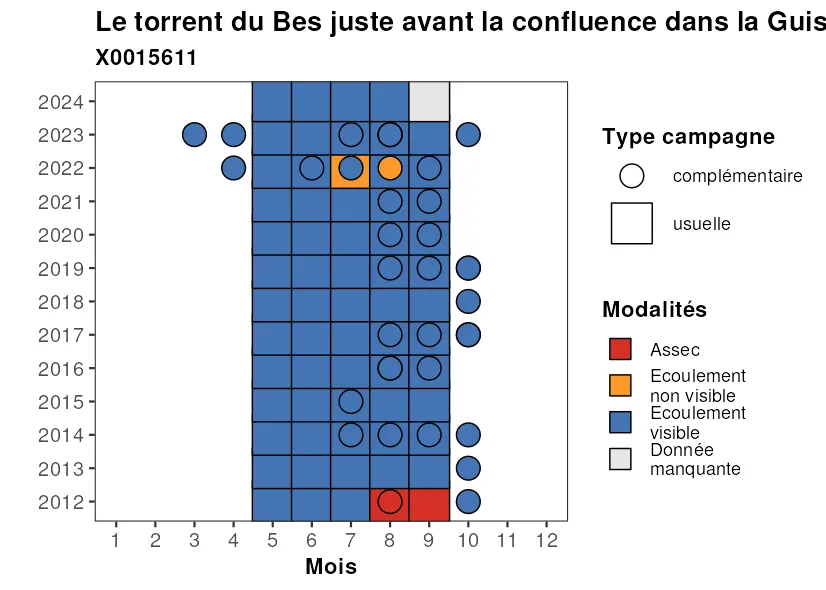 Le torrent du Bes juste avant la confluence dans la Guis
X0015611
2024
2023
2022
2021
2020
2019
2018
2017
2016
2015
2014
2013
2012
1 2 3 4 5 6 7 8 9 10 11 12
Mois
Type campagne
complémentaire
usuelle
Modalités
Assec
Ecoulement
non visible
Ecoulement
visible
Donnée
manquante